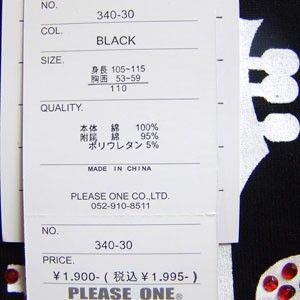 NO.
340-30
COL.
BLACK
SIZE.
身長 105~115
胸囲 53~59
110
QUALITY.
本体 綿 100%
附属 綿 95%
ポリウレタン 5%
MADE IN CHINA
PLEASE ONE CO.,LTD.
052-910-8511
NO.
340-30
PRICE.
¥1.900-(税込¥1.995-)
PLEASE ONE®